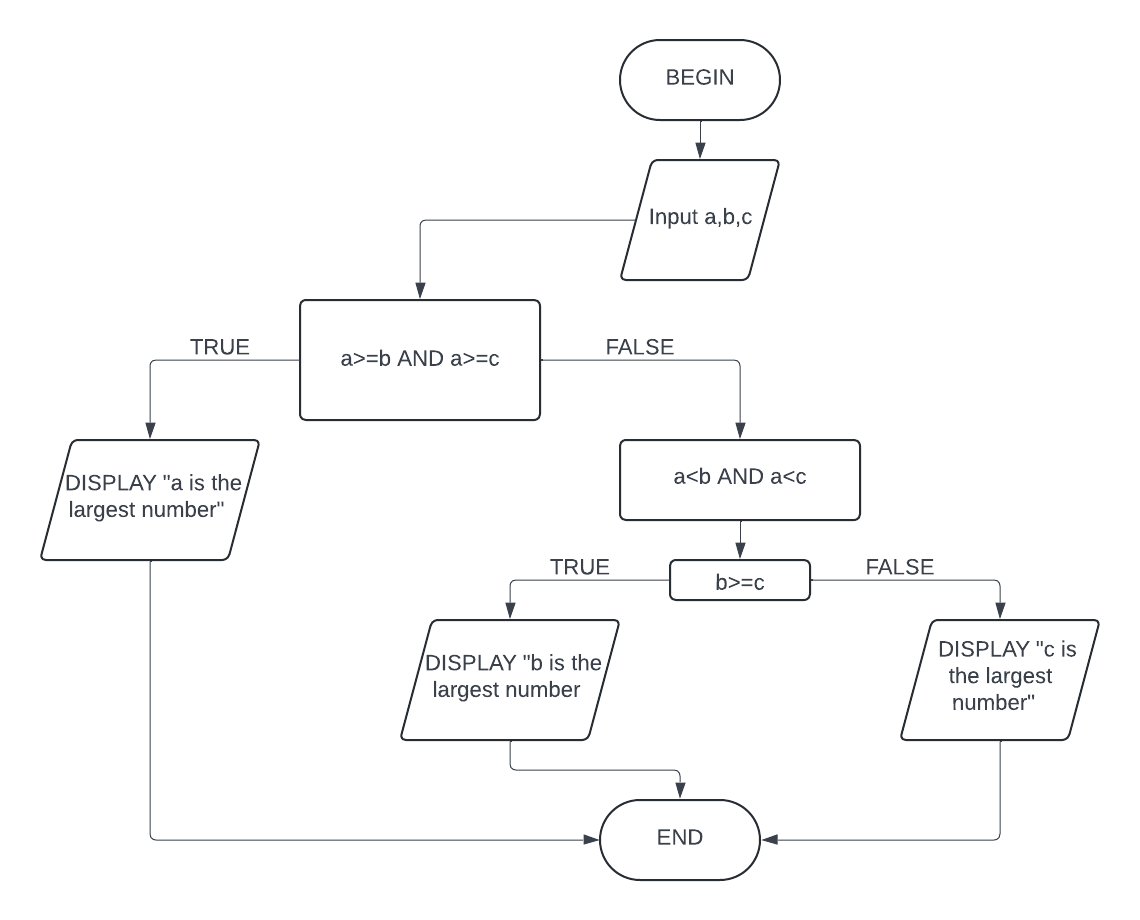 BEGIN
Input a,b,c
a>=b AND a>=c
TRUE
FALSE
DISPLAY "a is the
largest number"
a<b AND a<c
b>=c
TRUE
FALSE
DISPLAY "b is the
largest number
DISPLAY "c is
the largest
number"
END